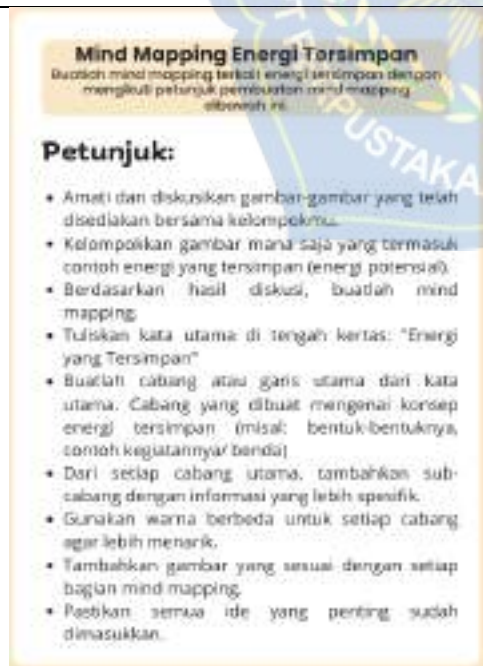 Mind Mapping Energi Tersimpan
Buatlah mind mapping terkait energi tersimpan dengan
mengikuti petunjuk pembuatan mind mapping
dibawah ini.
PUSTAKA
Petunjuk:
• Amati dan diskusikan gambar-gambar yang telah
disediakan bersama kelompokmu.
• Kelompokkan gambar mana saja yang termasuk
contoh energi yang tersimpan (energi potensial).
• Berdasarkan hasil diskusi, buatlah mind
mapping.
• Tuliskan kata utama di tengah kertas: "Energi
yang Tersimpan"
• Buatlah cabang atau garis utama dari kata
utama. Cabang yang dibuat mengenai konsep
energi tersimpan (misal: bentuk-bentuknya,
contoh kegiatannya/ benda)
• Dari setiap cabang utama, tambahkan sub-
cabang dengan informasi yang lebih spesifik.
• Gunakan warna berbeda untuk setiap cabang
agar lebih menarik.
• Tambahkan gambar yang sesuai dengan setiap
bagian mind mapping.
• Pastikan semua ide yang penting sudah
dimasukkan.